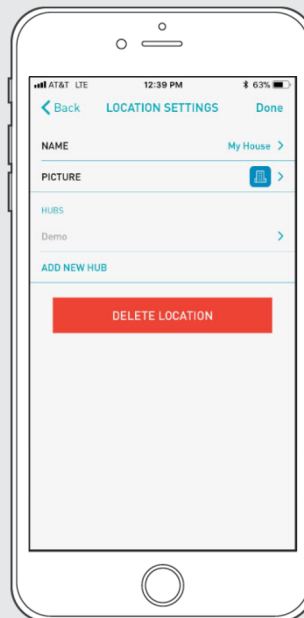 AT&T LTE 12:39 PM 63%
Back LOCATION SETTINGS Done
NAME My House
PICTURE
HUBS
Demo
ADD NEW HUB
DELETE LOCATION